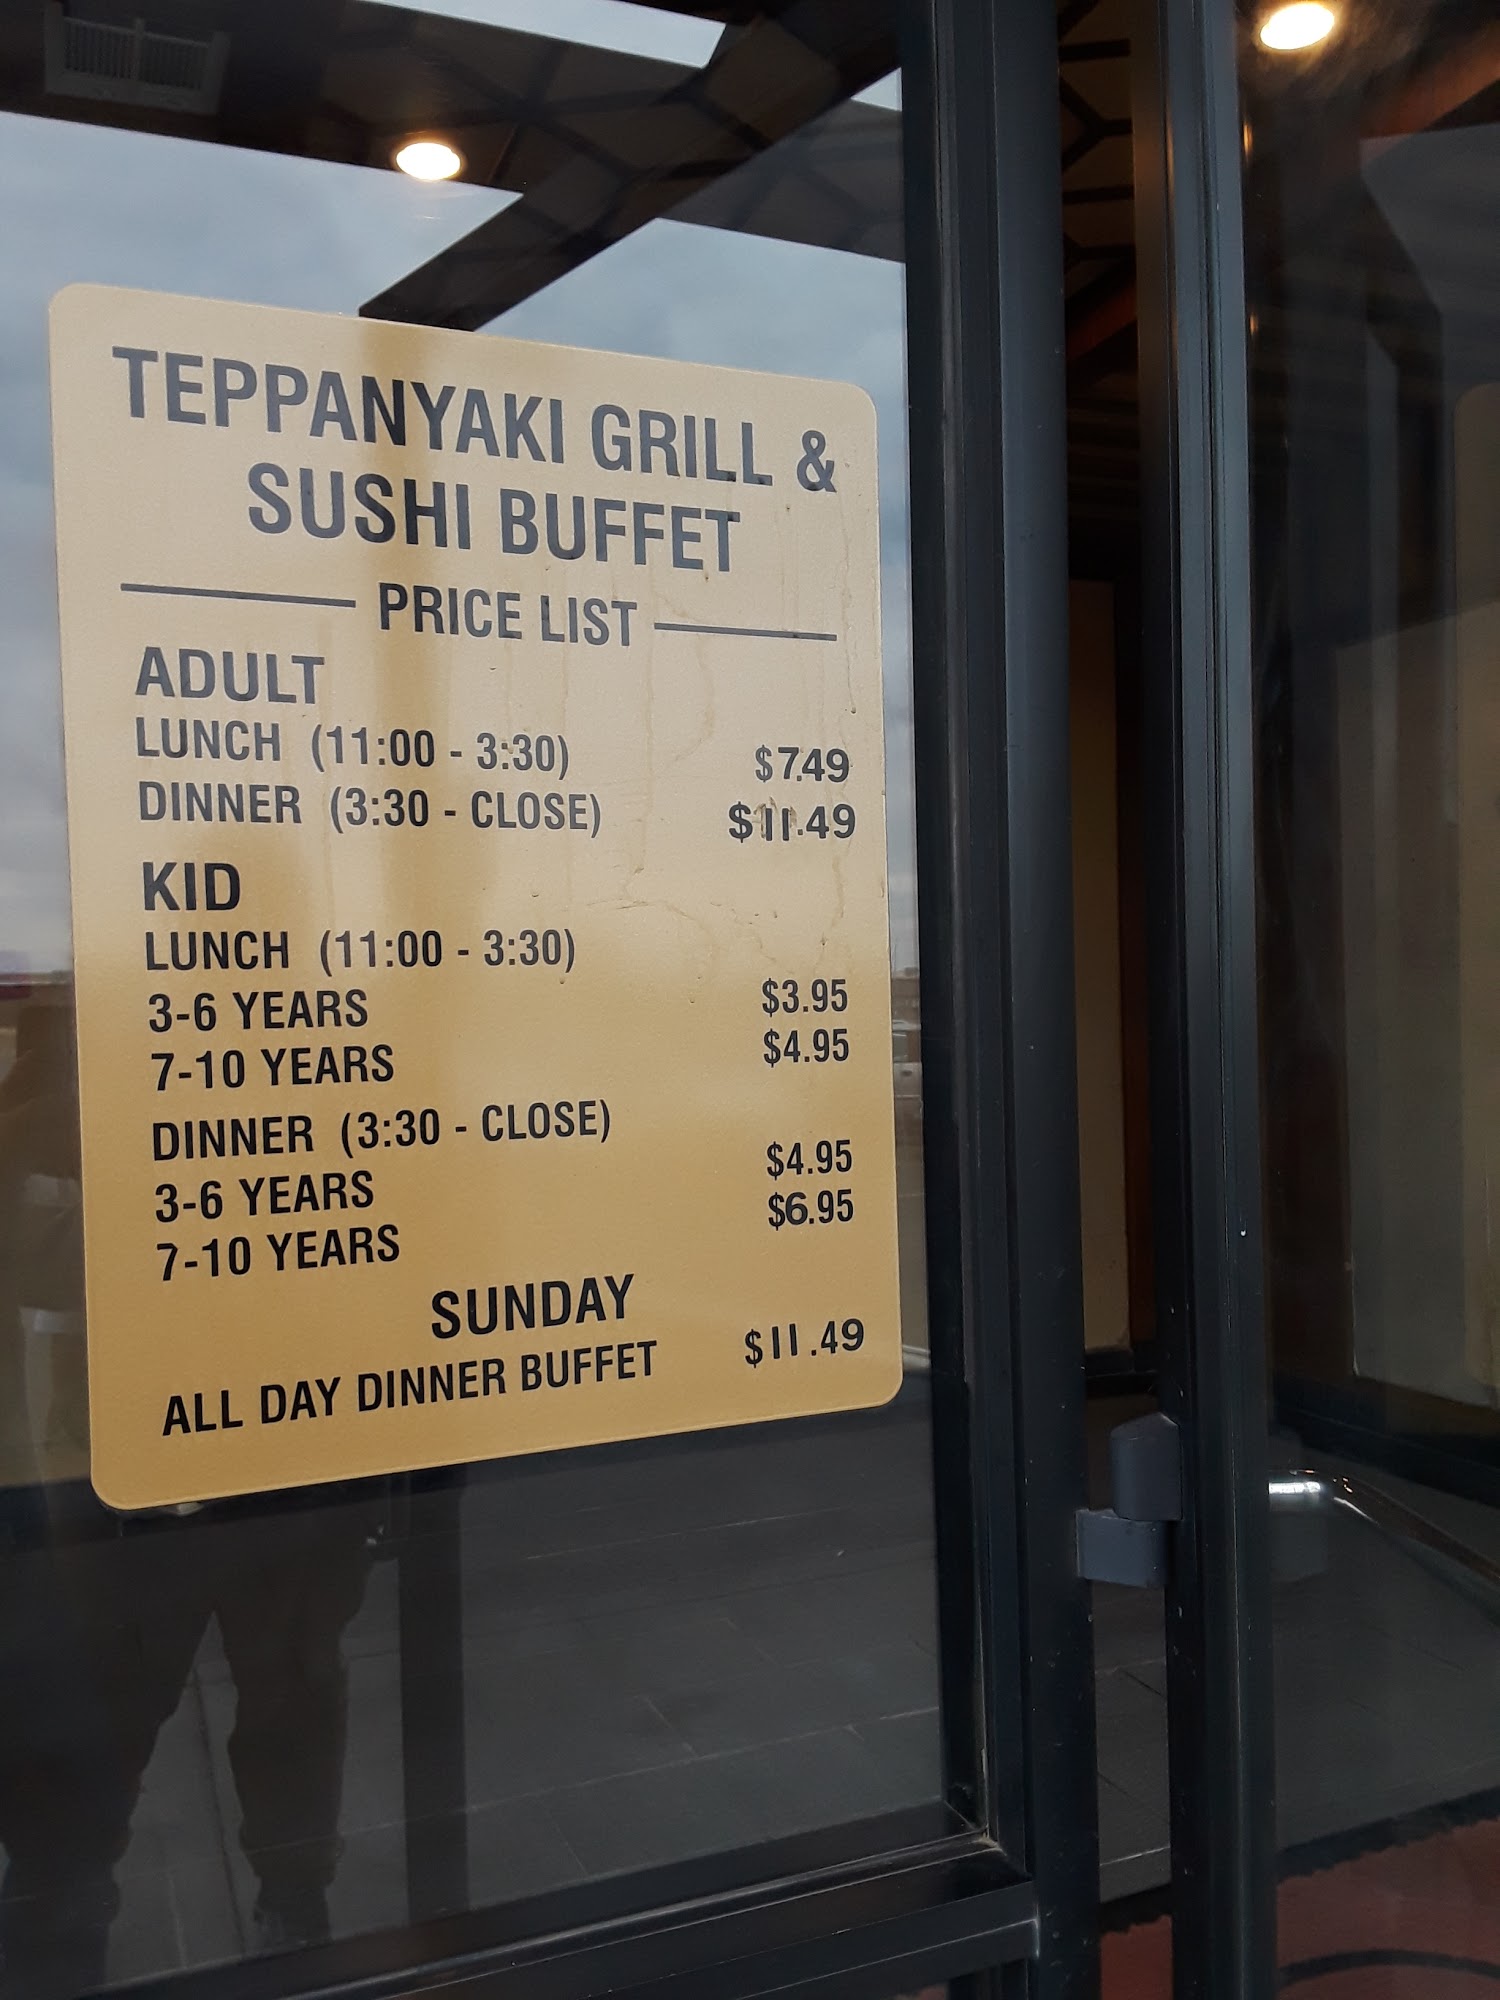 TEPPANYAKI GRILL &
SUSHI BUFFET
PRICE LIST
ADULT
LUNCH (11:00 - 3:30) $7.49
DINNER (3:30 - CLOSE) $11.49
KID
LUNCH (11:00 - 3:30)
3-6 YEARS $3.95
7-10 YEARS $4.95
DINNER (3:30 - CLOSE)
3-6 YEARS $4.95
7-10 YEARS $6.95
SUNDAY
ALL DAY DINNER BUFFET $11.49